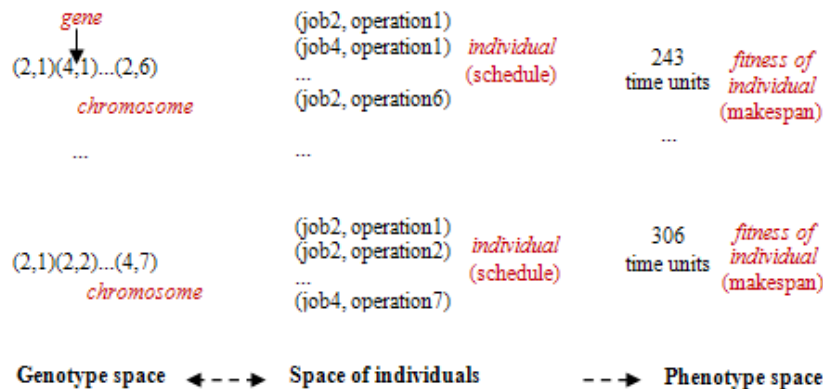 gene
(2,1)(4,1)...(2,6)
chromosome
...
(job2, operation1)
(job4, operation1)
...
(job2, operation6)
individual
(schedule)
...
243
time units
fitness of
individual
(makespan)
...
(2,1)(2,2)...(4,7)
chromosome
(job2, operation1)
(job2, operation2)
...
(job4, operation7)
individual
(schedule)
306
time units
fitness of
individual
(makespan)
Genotype space
Space of individuals
Phenotype space